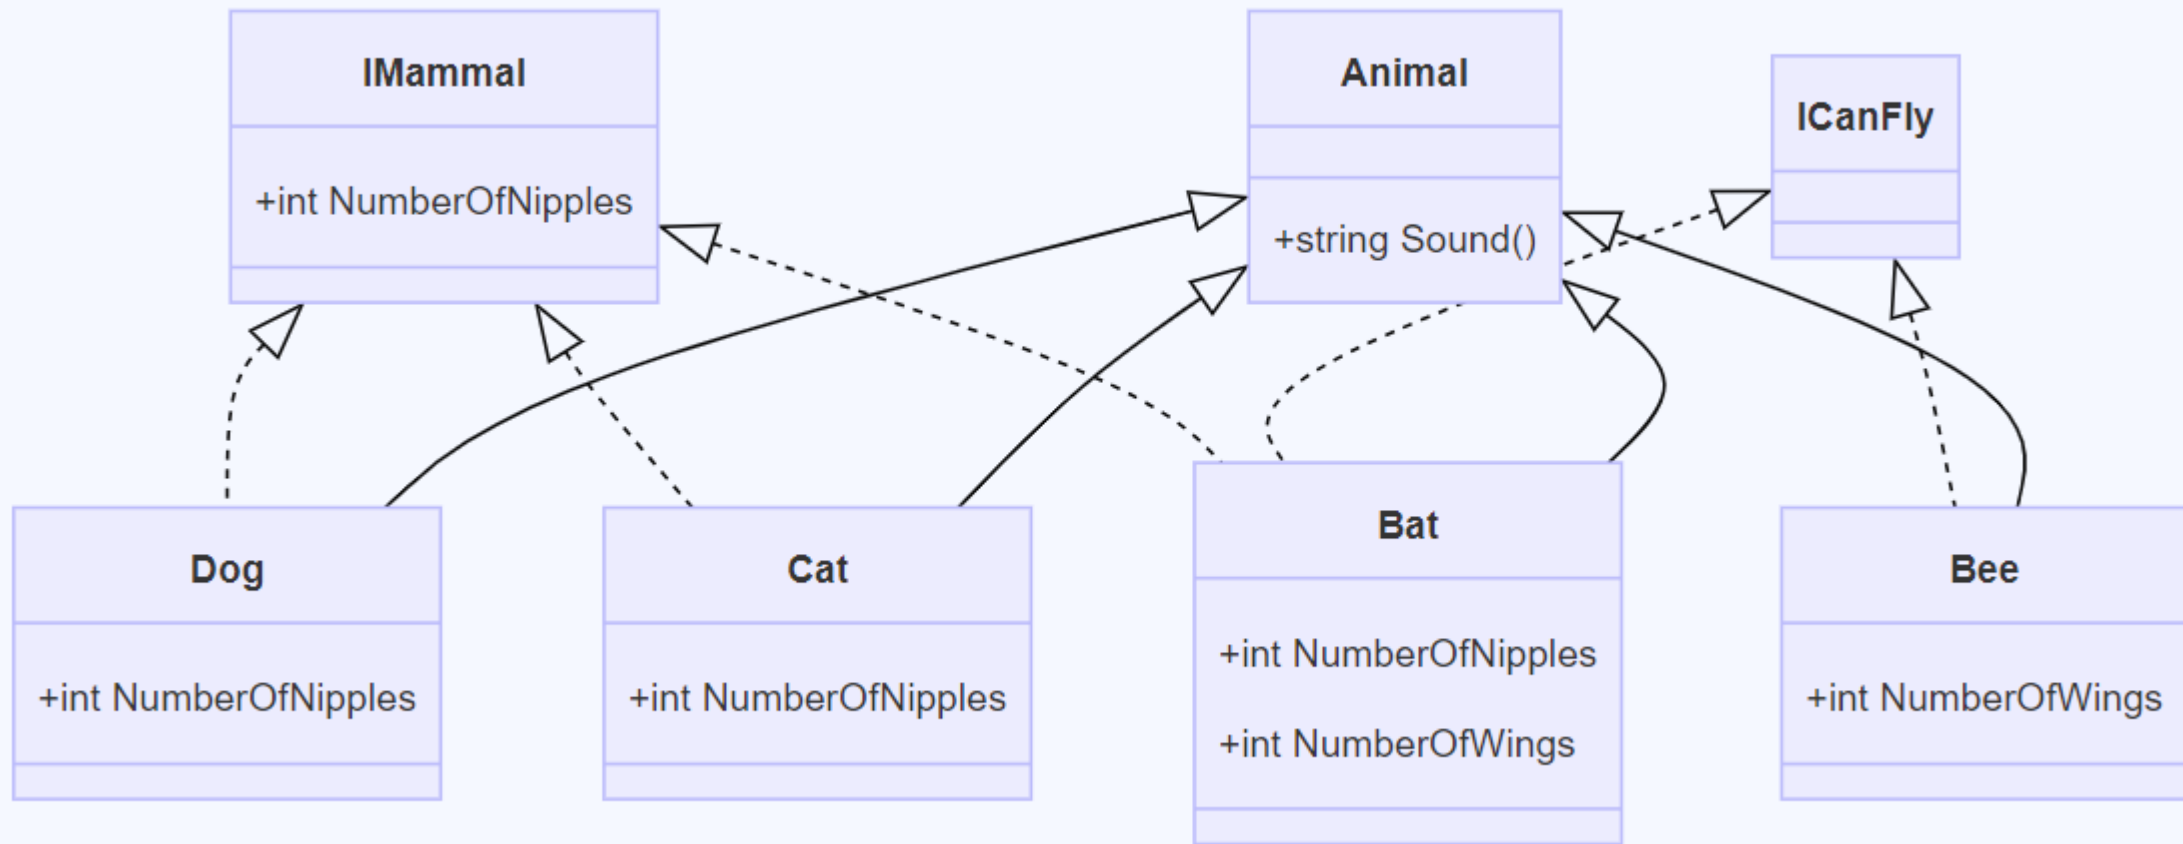 IMammal
+int NumberOfNipples
Animal
+string Sound()
ICanFly
Dog
+int NumberOfNipples
Cat
+int NumberOfNipples
Bat
+int NumberOfNipples
+int NumberOfWings
Bee
+int NumberOfWings